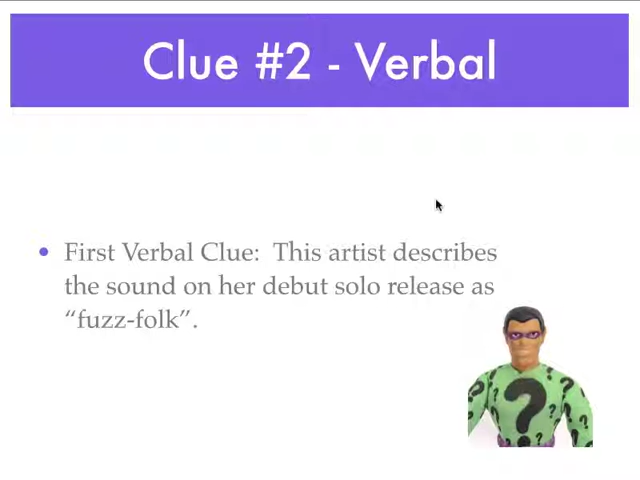 Clue #2 - Verbal
• First Verbal Clue: This artist describes
the sound on her debut solo release as
“fuzz-folk”.
?